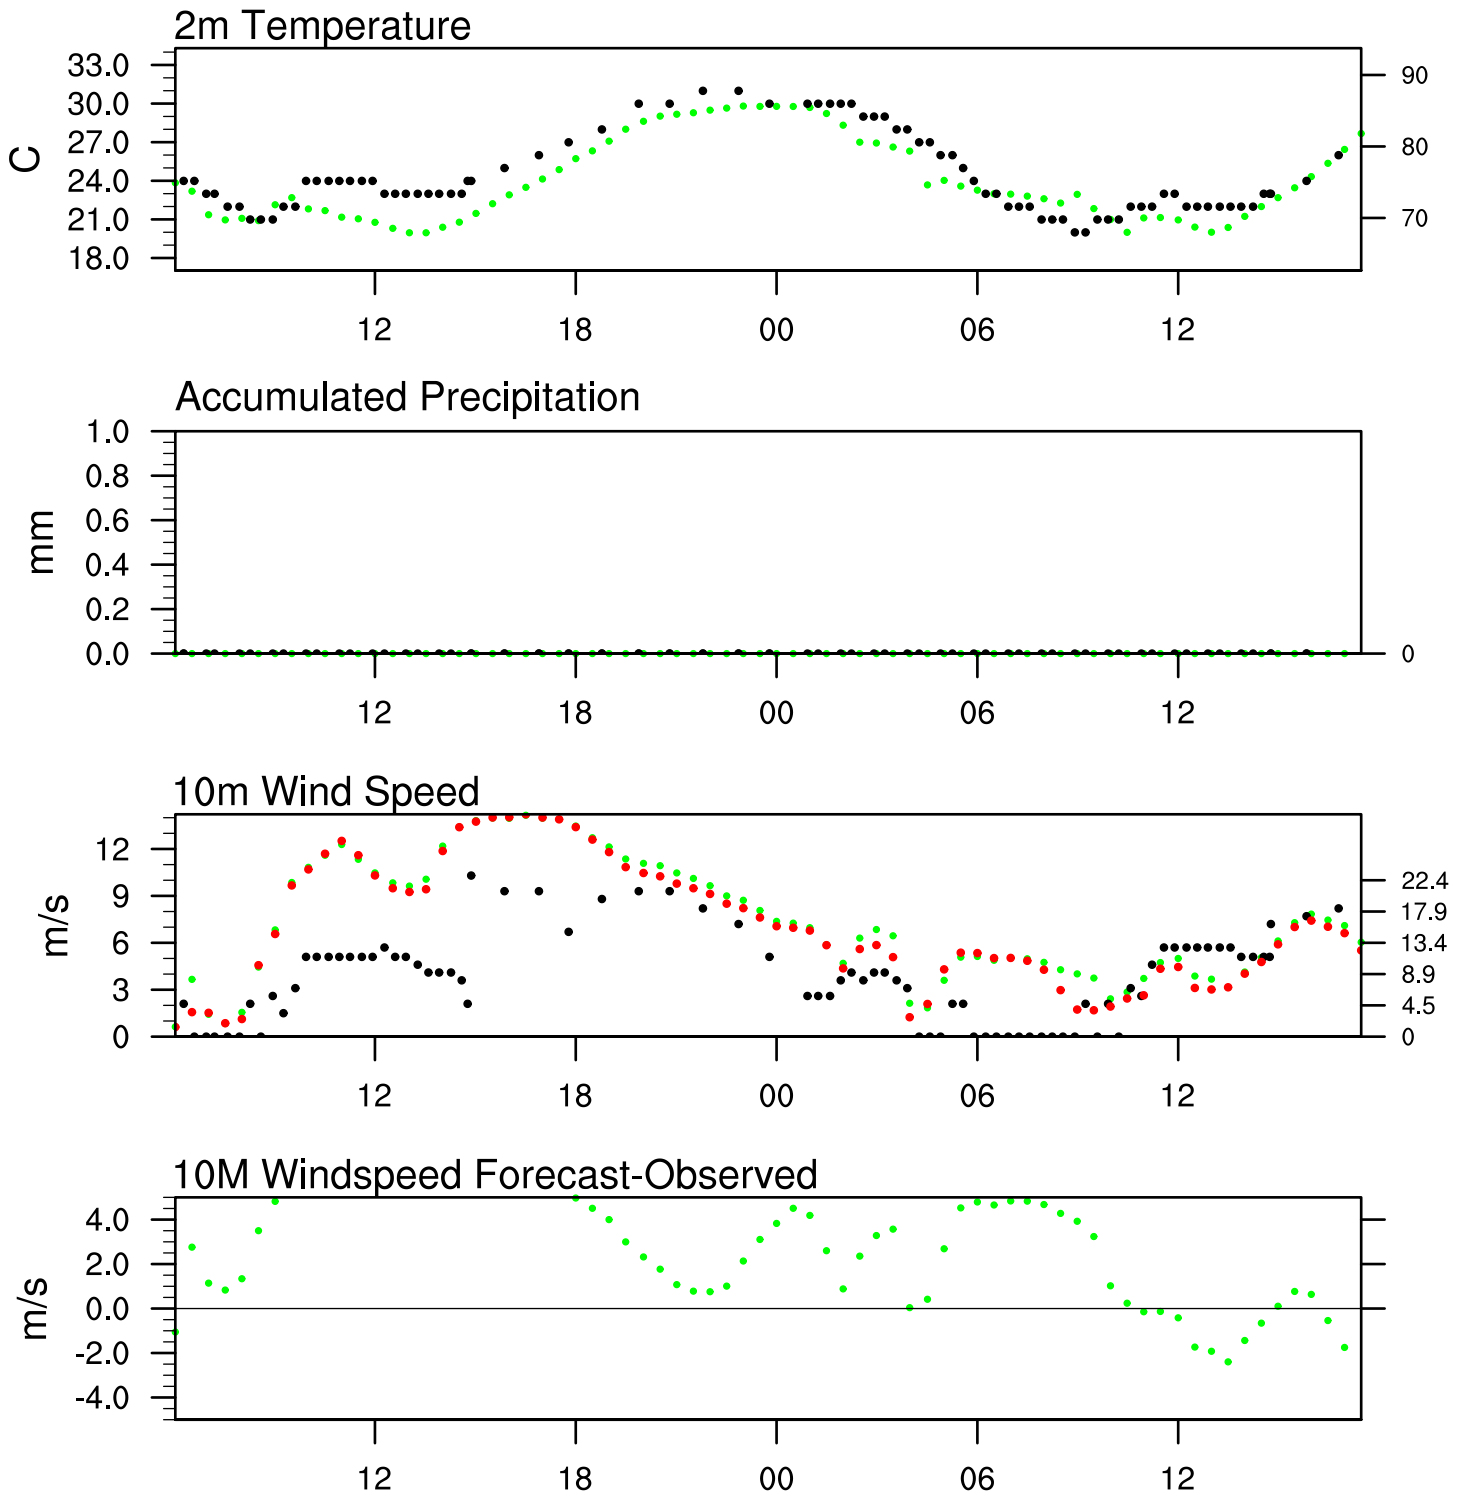 2m Temperature
33.0
30.0
27.0
24.0
21.0
18.0
C
90
80
70
12 18 00 06 12
Accumulated Precipitation
1.0
0.8
0.6
0.4
0.2
0.0
mm
0
12 18 00 06 12
10m Wind Speed
12
9
6
3
0
m/s
22.4
17.9
13.4
8.9
4.5
0
12 18 00 06 12
10M Windspeed Forecast-Observed
4.0
2.0
0.0
-2.0
-4.0
m/s
12 18 00 06 12